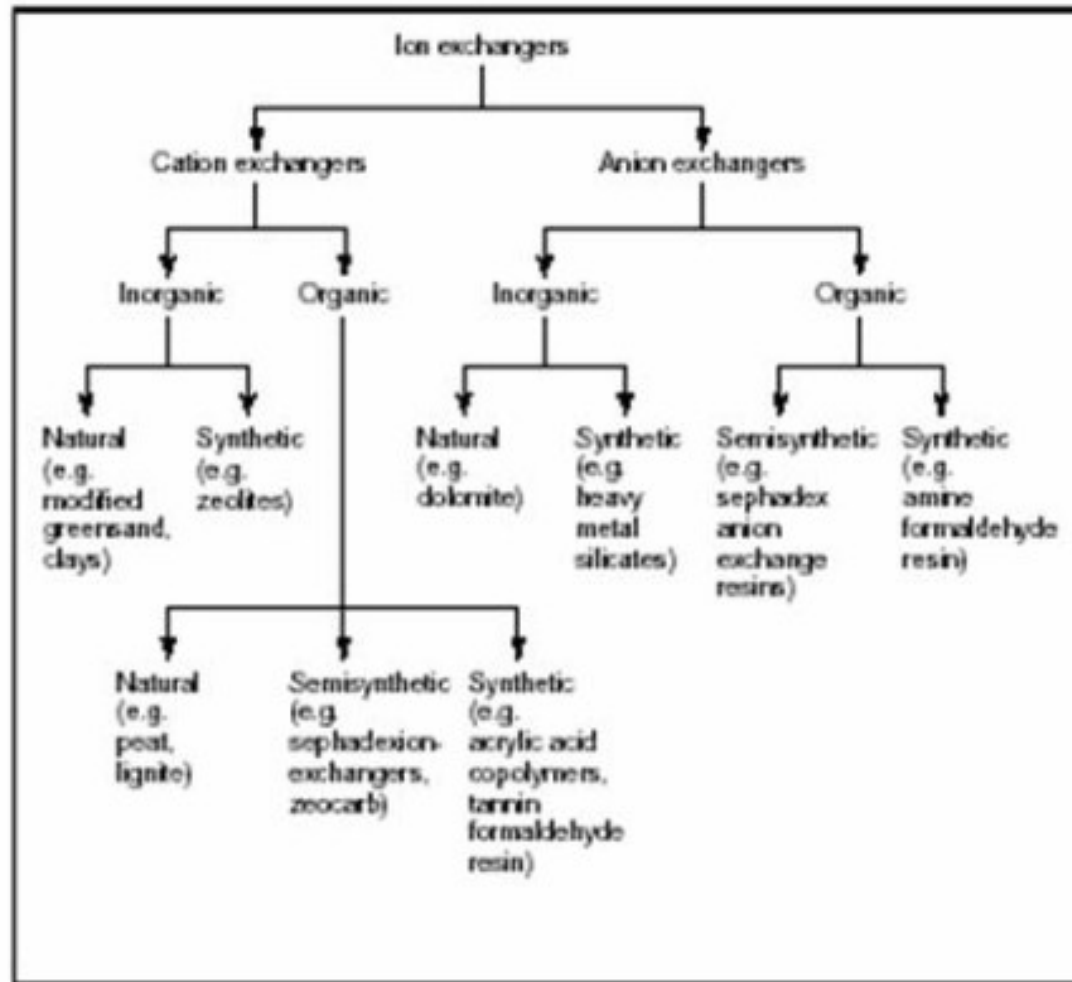 Ion exchangers
Cation exchangers
Anion exchangers
Inorganic
Organic
Inorganic
Organic
Natural
(e.g.
modified
greensand,
clays)
Synthetic
(e.g.
zeolites)
Natural
(e.g.
dolomite)
Synthetic
(e.g.
heavy
metal
silicates)
Semisynthetic
(e.g.
sephadex
anion
exchange
resins)
Synthetic
(e.g.
amine
formaldehyde
resin)
Natural
(e.g.
peat,
lignite)
Semisynthetic
(e.g.
sephadexion-
exchangers,
zeocarb)
Synthetic
(e.g.
acrylic acid
copolymers,
tannin
formaldehyde
resin)